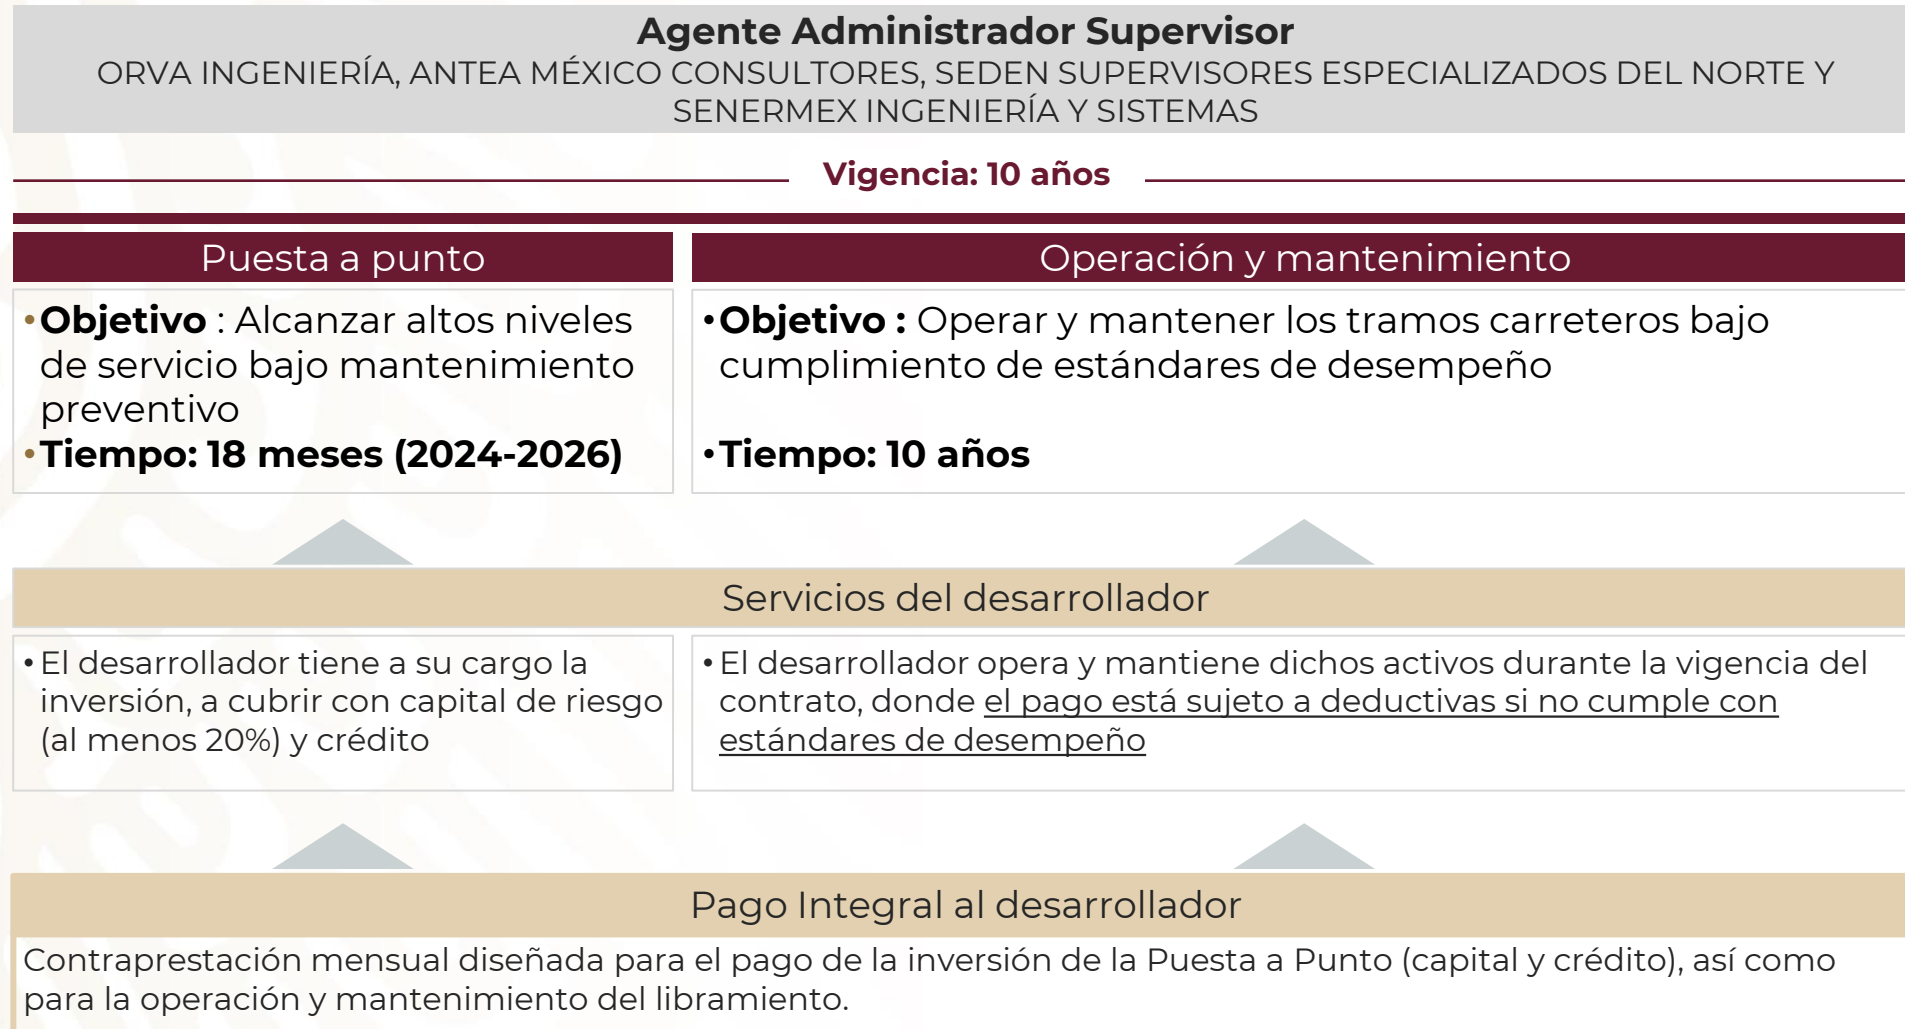 Agente Administrador Supervisor
ORVA INGENIERÍA, ANTEA MÉXICO CONSULTORES, SEDEN SUPERVISORES ESPECIALIZADOS DEL NORTE Y
SENERMEX INGENIERÍA Y SISTEMAS
Vigencia: 10 años
Puesta a punto
•Objetivo : Alcanzar altos niveles
de servicio bajo mantenimiento
preventivo
•Tiempo: 18 meses (2024-2026)
Operación y mantenimiento
•Objetivo : Operar y mantener los tramos carreteros bajo
cumplimiento de estándares de desempeño
•Tiempo: 10 años
Servicios del desarrollador
•El desarrollador tiene a su cargo la
inversión, a cubrir con capital de riesgo
(al menos 20%) y crédito
•El desarrollador opera y mantiene dichos activos durante la vigencia del
contrato, donde el pago está sujeto a deductivas si no cumple con
estándares de desempeño
Pago Integral al desarrollador
Contraprestación mensual diseñada para el pago de la inversión de la Puesta a Punto (capital y crédito), así como
para la operación y mantenimiento del libramiento.